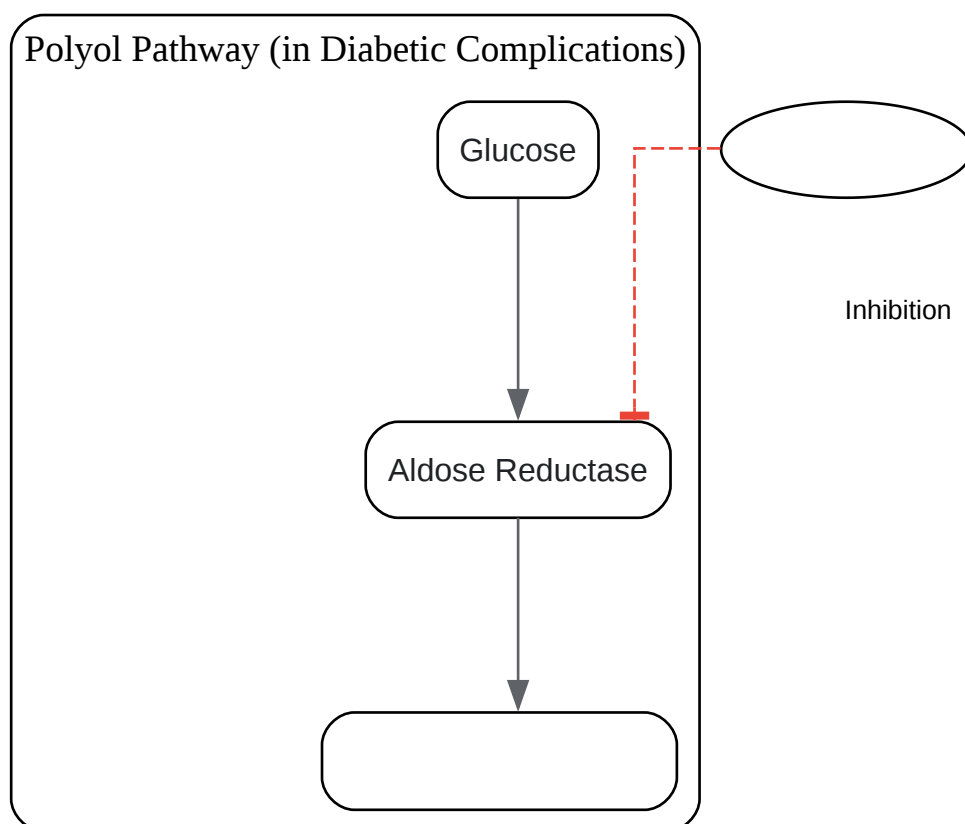 Polyol Pathway (in Diabetic Complications)
Glucose
Inhibition
Aldose Reductase